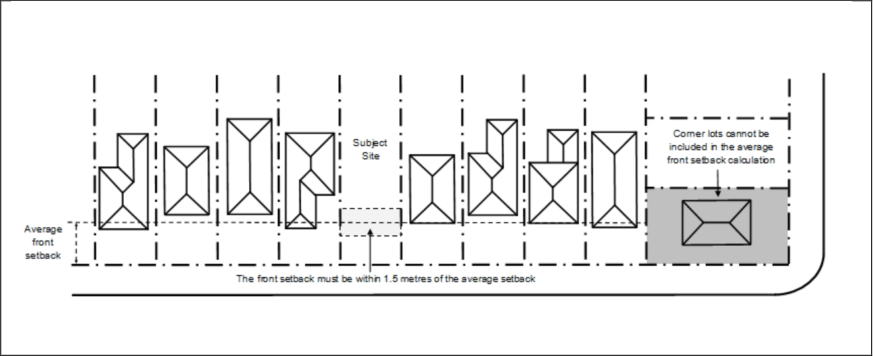 Corner lots cannot be
included in the average
front setback calculation
Subject
Site
Average
front
setback
The front setback must be within 1.5 metres of the average setback